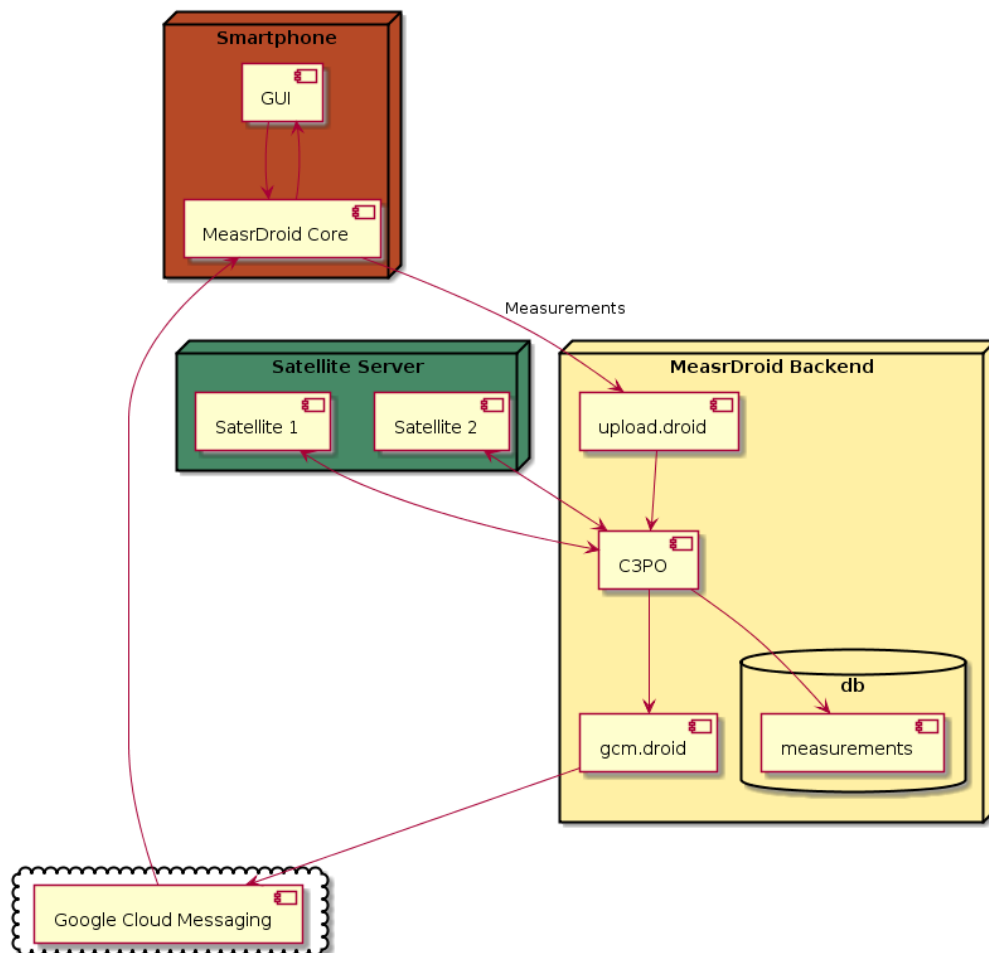 Smartphone
GUI
MeasrDroid Core
Measurements
Satellite Server
Satellite 1
Satellite 2
MeasrDroid Backend
upload.droid
C3PO
db
gcm.droid
measurements
Google Cloud Messaging